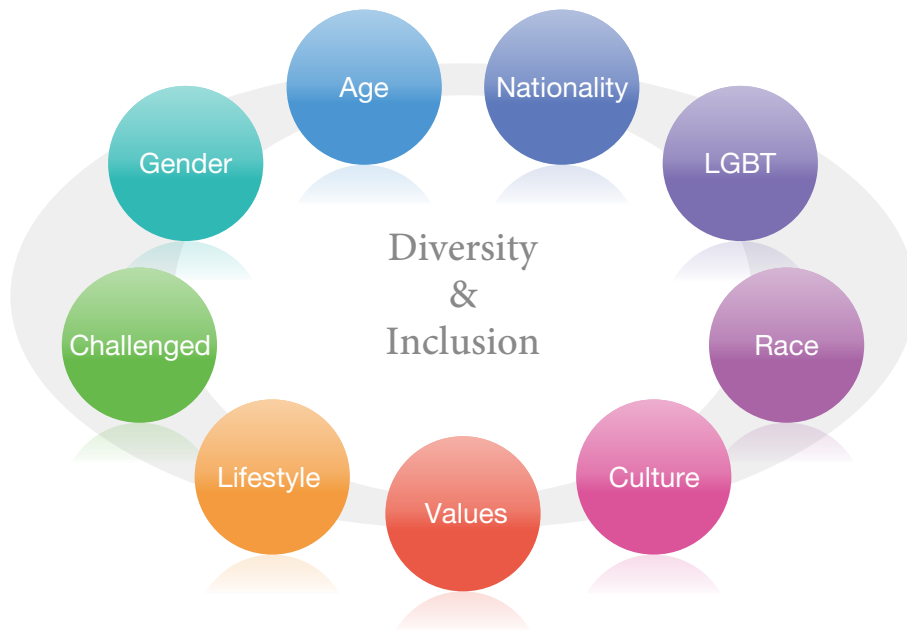 Age
Nationality
Gender
LGBT
Diversity
&
Inclusion
Challenged
Race
Lifestyle
Values
Culture